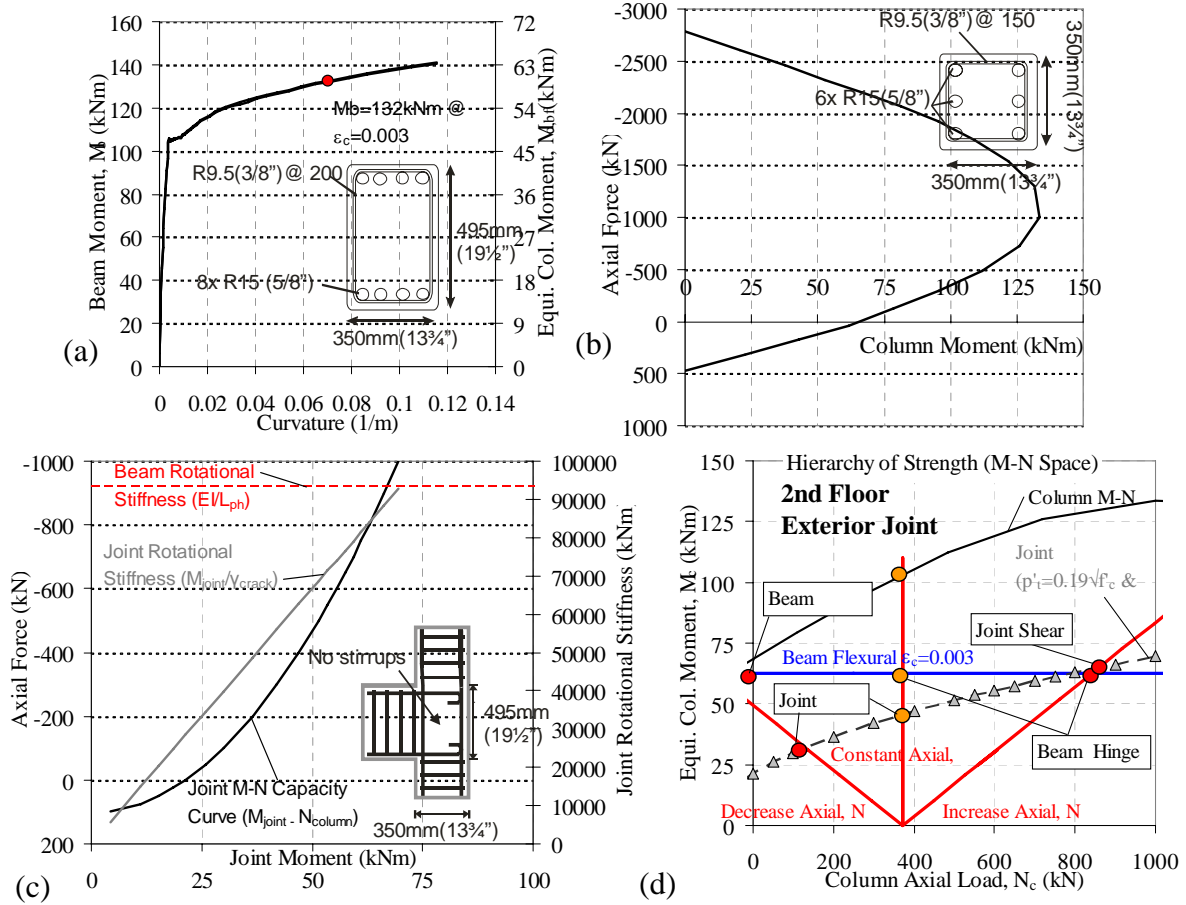 160
140
120
100
80
60
40
20
0
Beam Moment, Mb (kNm)
72
63
54
45
36
27
18
9
0
Equi. Col. Moment, Mbf (kNm)
Mb=132kNm @
εc=0.003
R9.5(3/8”) @ 200
495mm
(19½”)
8x R15 (5/8”)
350mm(13¾”)
(a)
0 0.02 0.04 0.06 0.08 0.1 0.12 0.14
Curvature (1/m)
-3000
-2500
-2000
-1500
1000
-500
0
500
1000
Axial Force (kN)
R9.5(3/8”) @ 150
6x R15(5/8”)
350mm(13¾”)
350mm(13¾”)
0 25 50 75 100 125 150
Column Moment (kNm)
(b)
-1000
-800
-600
-400
-200
0
200
Axial Force (kN)
Beam Rotational
Stiffness (EI/Lph)
Joint Rotational
Stiffness (Mjoint/γcrack)
No stirrups
495mm
(19½”)
350mm(13¾”)
Joint M-N Capacity
Curve (Mjoint - Ncolumn)
100000
90000
80000
70000
60000
50000
40000
30000
20000
10000
0
Joint Rotational Stiffness (kNm)
0 25 50 75 100
Joint Moment (kNm)
(c)
150
125
100
75
50
25
0
Equi. Col. Moment, Mc (kNm)
Hierarchy of Strength (M-N Space)
2nd Floor
Exterior Joint
Column M-N
Joint
(p't=0.19√f'c &
Beam
Joint Shear
Beam Flexural εc=0.003
Joint
Beam Hinge
Constant Axial,
Decrease Axial, N
Increase Axial, N
0 200 400 600 800 1000
Column Axial Load, Nc (kN)
(d)